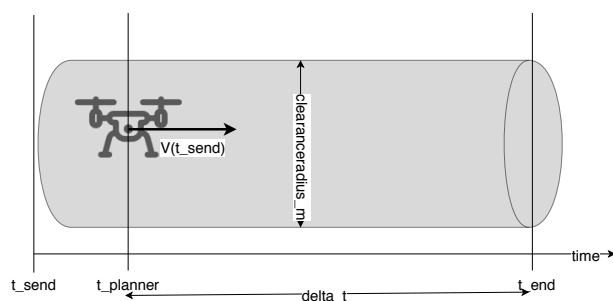 V(t_send)
clearanceradius_m
time
t_send
t_planner
t_end
delta_t